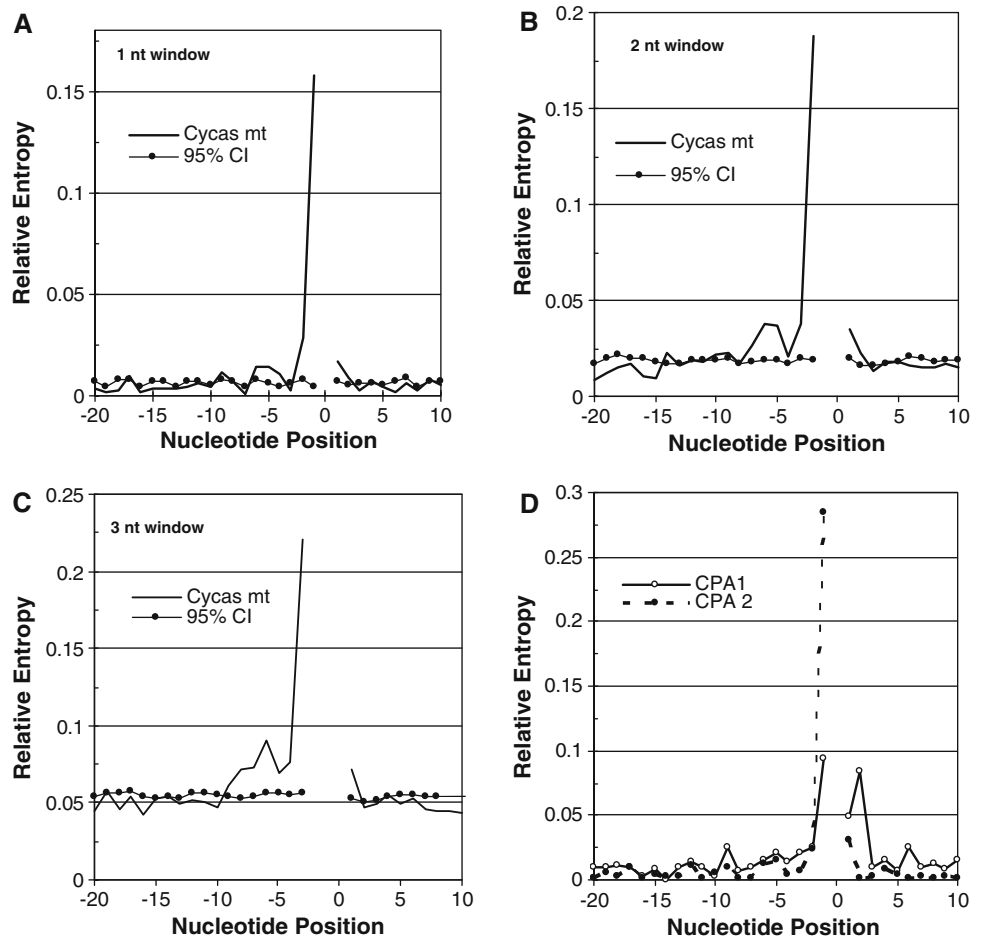 A
1 nt window
Cycas mt
95% CI
0.15
0.1
0.05
0
-20 -15 -10 -5 0 5 10
Relative Entropy
Nucleotide Position
B
2 nt window
Cycas mt
95% CI
0.2
0.15
0.1
0.05
0
-20 -15 -10 -5 0 5 10
Relative Entropy
Nucleotide Position
C
3 nt window
Cycas mt
95% CI
0.25
0.2
0.15
0.1
0.05
0
-20 -15 -10 -5 0 5 10
Relative Entropy
Nucleotide Position
D
CPA1
CPA 2
0.3
0.25
0.2
0.15
0.1
0.05
0
-20 -15 -10 -5 0 5 10
Relative Entropy
Nucleotide Position